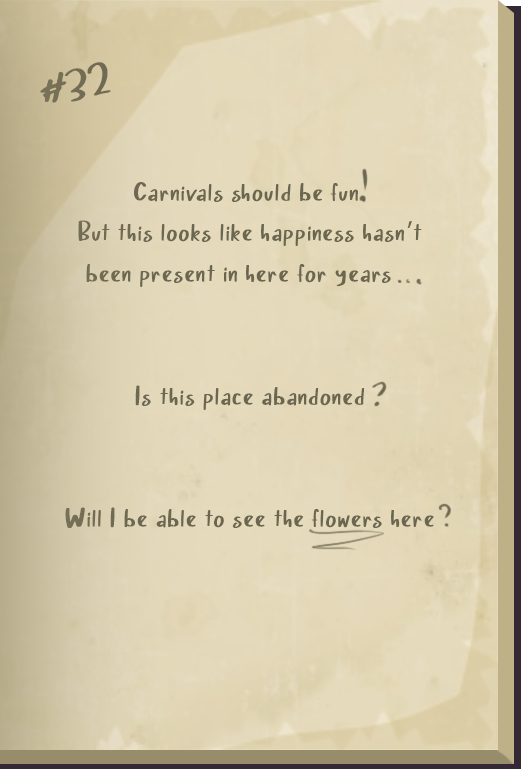 #32
Carnivals should be fun!
But this looks like happiness hasn't
been present in here for years...
Is this place abandoned?
Will I be able to see the flowers here?